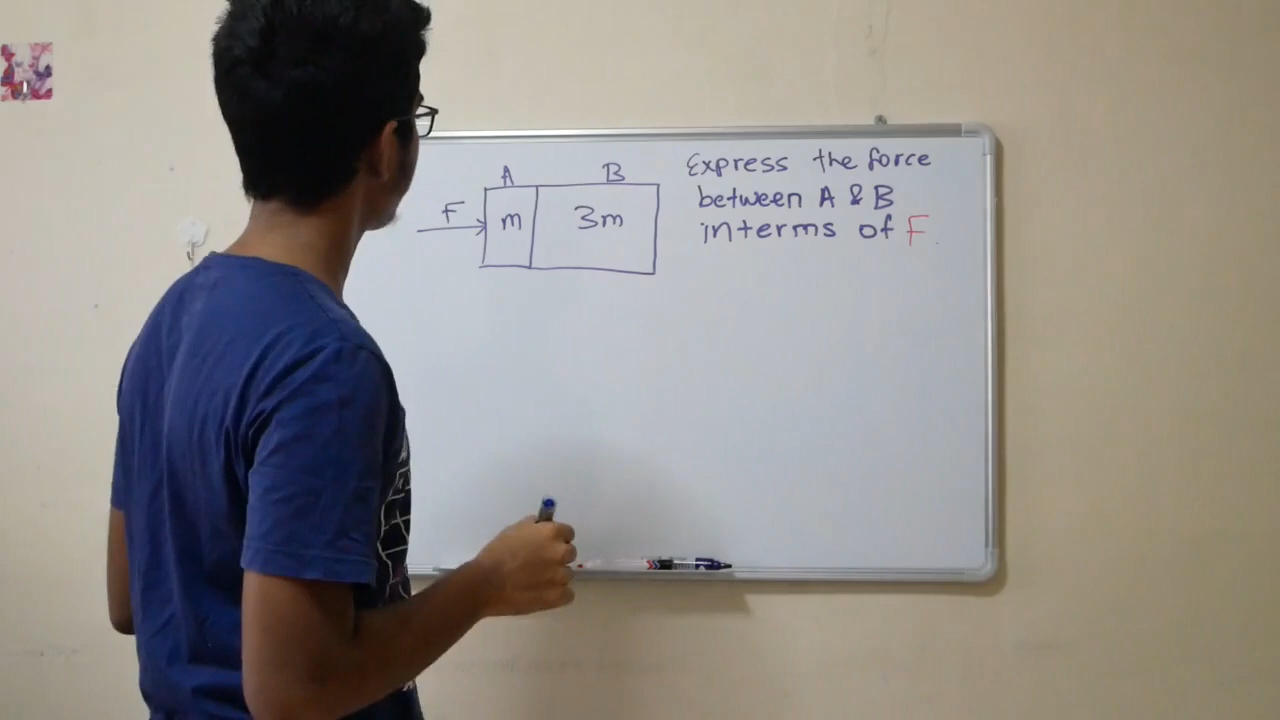 A B
Express the force
between A & B
interms of F.
F
m 3m